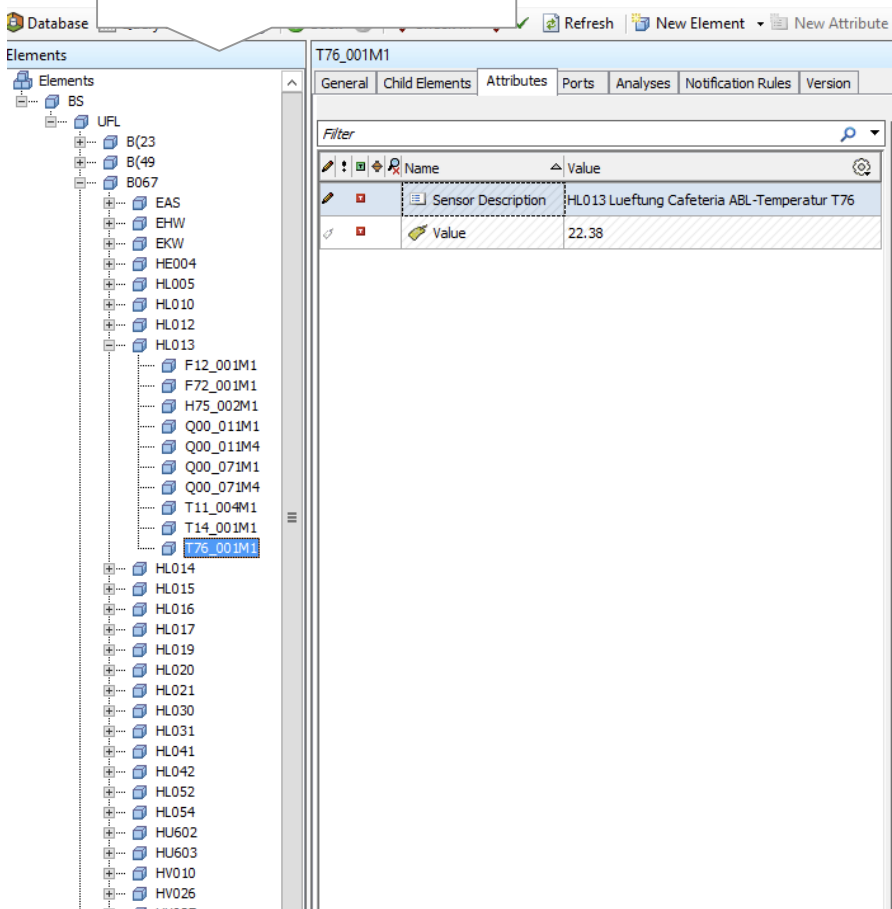 Database
Refresh
New Element
New Attribute
Elements
Elements
BS
UFL
B(23
B(49
B067
EAS
EHW
EKW
HE004
HL005
HL010
HL012
HL013
F12_001M1
F72_001M1
H75_002M1
Q00_011M1
Q00_011M4
Q00_071M1
Q00_071M4
T11_004M1
T14_001M1
T76_001M1
HL014
HL015
HL016
HL017
HL019
HL020
HL021
HL030
HL031
HL041
HL042
HL052
HL054
HU602
HU603
HV010
HV026
T76_001M1
General Child Elements Attributes Ports Analyses Notification Rules Version
Filter
Name Value
Sensor Description HL013 Lueftung Cafeteria ABL-Temperatur T76
Value 22.38